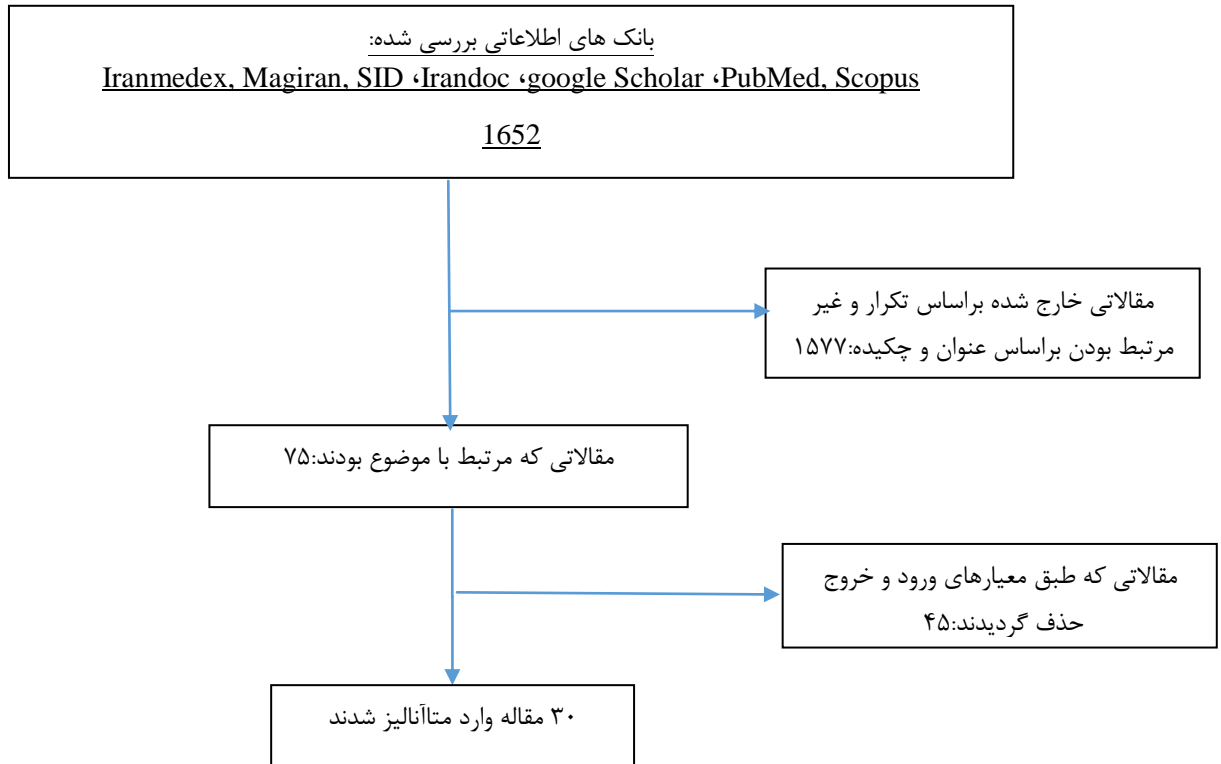 بانک های اطلاعاتی بررسی شده:
Iranmedex, Magiran, SID ،Irandoc ،google Scholar ،PubMed, Scopus
1652
مقالاتی خارج شده براساس تکرار و غیر
مرتبط بودن براساس عنوان و چکیده:۱۵۷۷
مقالاتی که مرتبط با موضوع بودند:۷۵
مقالاتی که طبق معیارهای ورود و خروج
حذف گردیدند:۴۵
۳۰ مقاله وارد متاآنالیز شدند